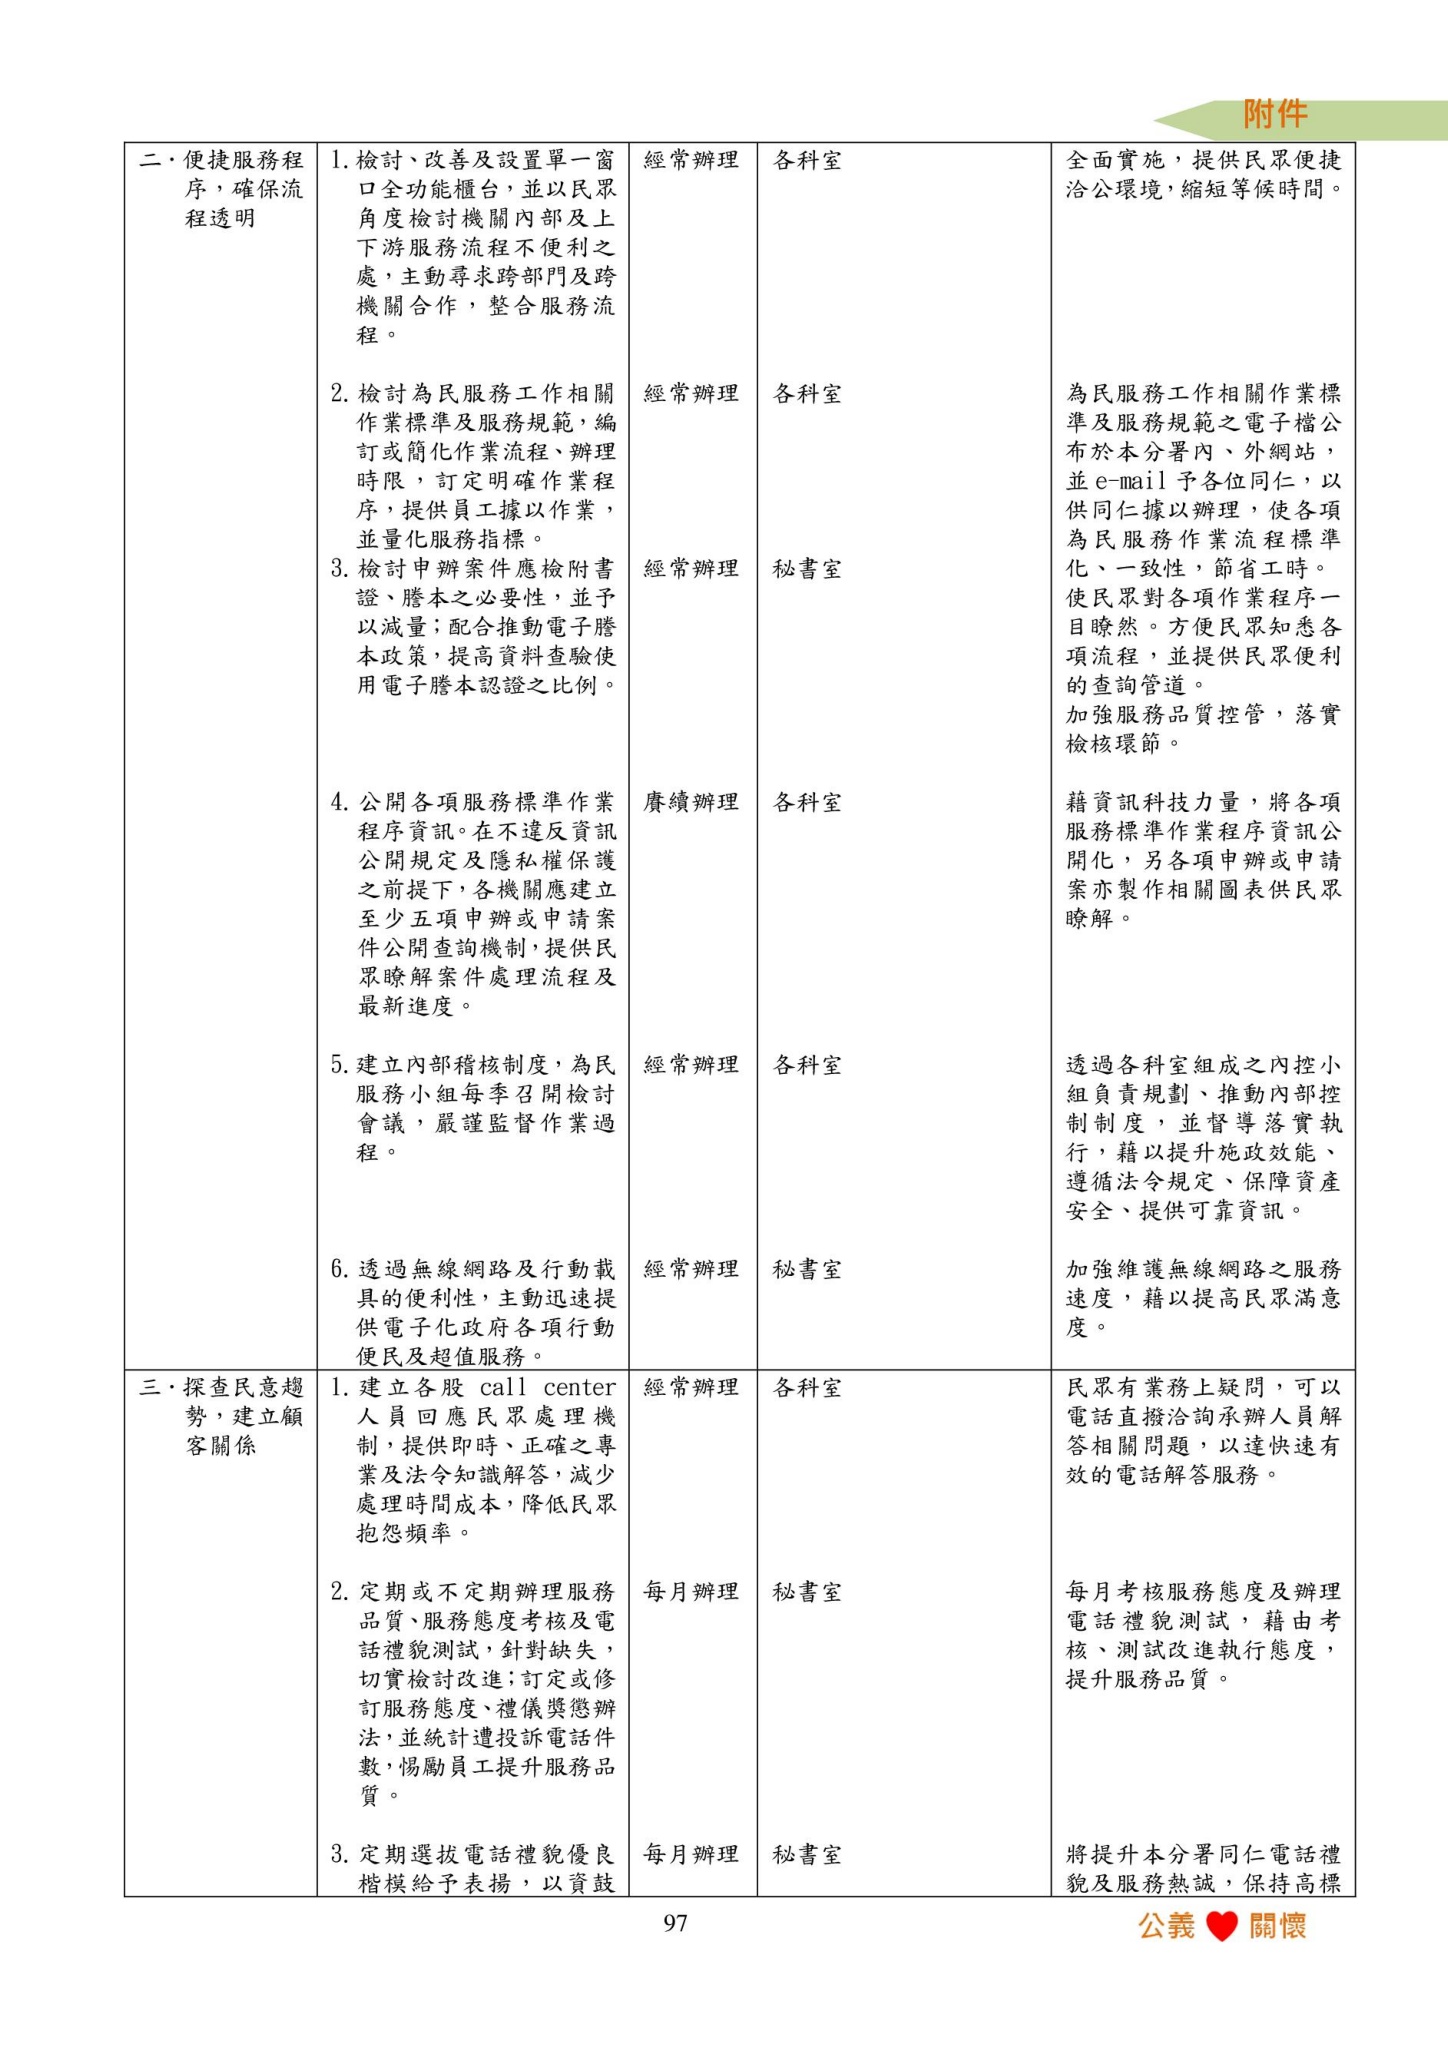 附件
二．便捷服務程
序，確保流
程透明
1.檢討、改善及設置單一窗
口全功能櫃台，並以民眾
角度檢討機關內部及上
下游服務流程不便利之
處，主動尋求跨部門及跨
機關合作，整合服務流
程。
經常辦理
各科室
全面實施，提供民眾便捷
洽公環境，縮短等候時間。
2.檢討為民服務工作相關
作業標準及服務規範，編
訂或簡化作業流程、辦理
時限，訂定明確作業程
序，提供員工據以作業，
並量化服務指標。
經常辦理
各科室
為民服務工作相關作業標
準及服務規範之電子檔公
布於本分署內、外網站，
並e-mail予各位同仁，以
供同仁據以辦理，使各項
為民服務作業流程標準
化、一致性，節省工時。
3.檢討申辦案件應檢附書
證、謄本之必要性，並予
以減量；配合推動電子謄
本政策，提高資料查驗使
用電子謄本認證之比例。
經常辦理
秘書室
使民眾對各項作業程序一
目瞭然。方便民眾知悉各
項流程，並提供民眾便利
的查詢管道。
加強服務品質控管，落實
檢核環節。
4.公開各項服務標準作業
程序資訊。在不違反資訊
公開規定及隱私權保護
之前提下，各機關應建立
至少五項申辦或申請案
件公開查詢機制，提供民
眾瞭解案件處理流程及
最新進度。
賡續辦理
各科室
藉資訊科技力量，將各項
服務標準作業程序資訊公
開化，另各項申辦或申請
案亦製作相關圖表供民眾
瞭解。
5.建立內部稽核制度，為民
服務小組每季召開檢討
會議，嚴謹監督作業過
程。
經常辦理
各科室
透過各科室組成之內控小
組負責規劃、推動內部控
制制度，並督導落實執
行，藉以提升施政效能、
遵循法令規定、保障資產
安全、提供可靠資訊。
6.透過無線網路及行動載
具的便利性，主動迅速提
供電子化政府各項行動
便民及超值服務。
經常辦理
秘書室
加強維護無線網路之服務
速度，藉以提高民眾滿意
度。
三．探查民意趨
勢，建立顧
客關係
1.建立各股 call center
人員回應民眾處理機
制，提供即時、正確之專
業及法令知識解答，減少
處理時間成本，降低民眾
抱怨頻率。
經常辦理
各科室
民眾有業務上疑問，可以
電話直撥洽詢承辦人員解
答相關問題，以達快速有
效的電話解答服務。
2.定期或不定期辦理服務
品質、服務態度考核及電
話禮貌測試，針對缺失，
切實檢討改進；訂定或修
訂服務態度、禮儀獎懲辦
法，並統計遭投訴電話件
數，惕勵員工提升服務品
質。
每月辦理
秘書室
每月考核服務態度及辦理
電話禮貌測試，藉由考
核、測試改進執行態度，
提升服務品質。
3.定期選拔電話禮貌優良
楷模給予表揚，以資鼓
每月辦理
秘書室
將提升本分署同仁電話禮
貌及服務熱誠，保持高標
97
公義 關懷